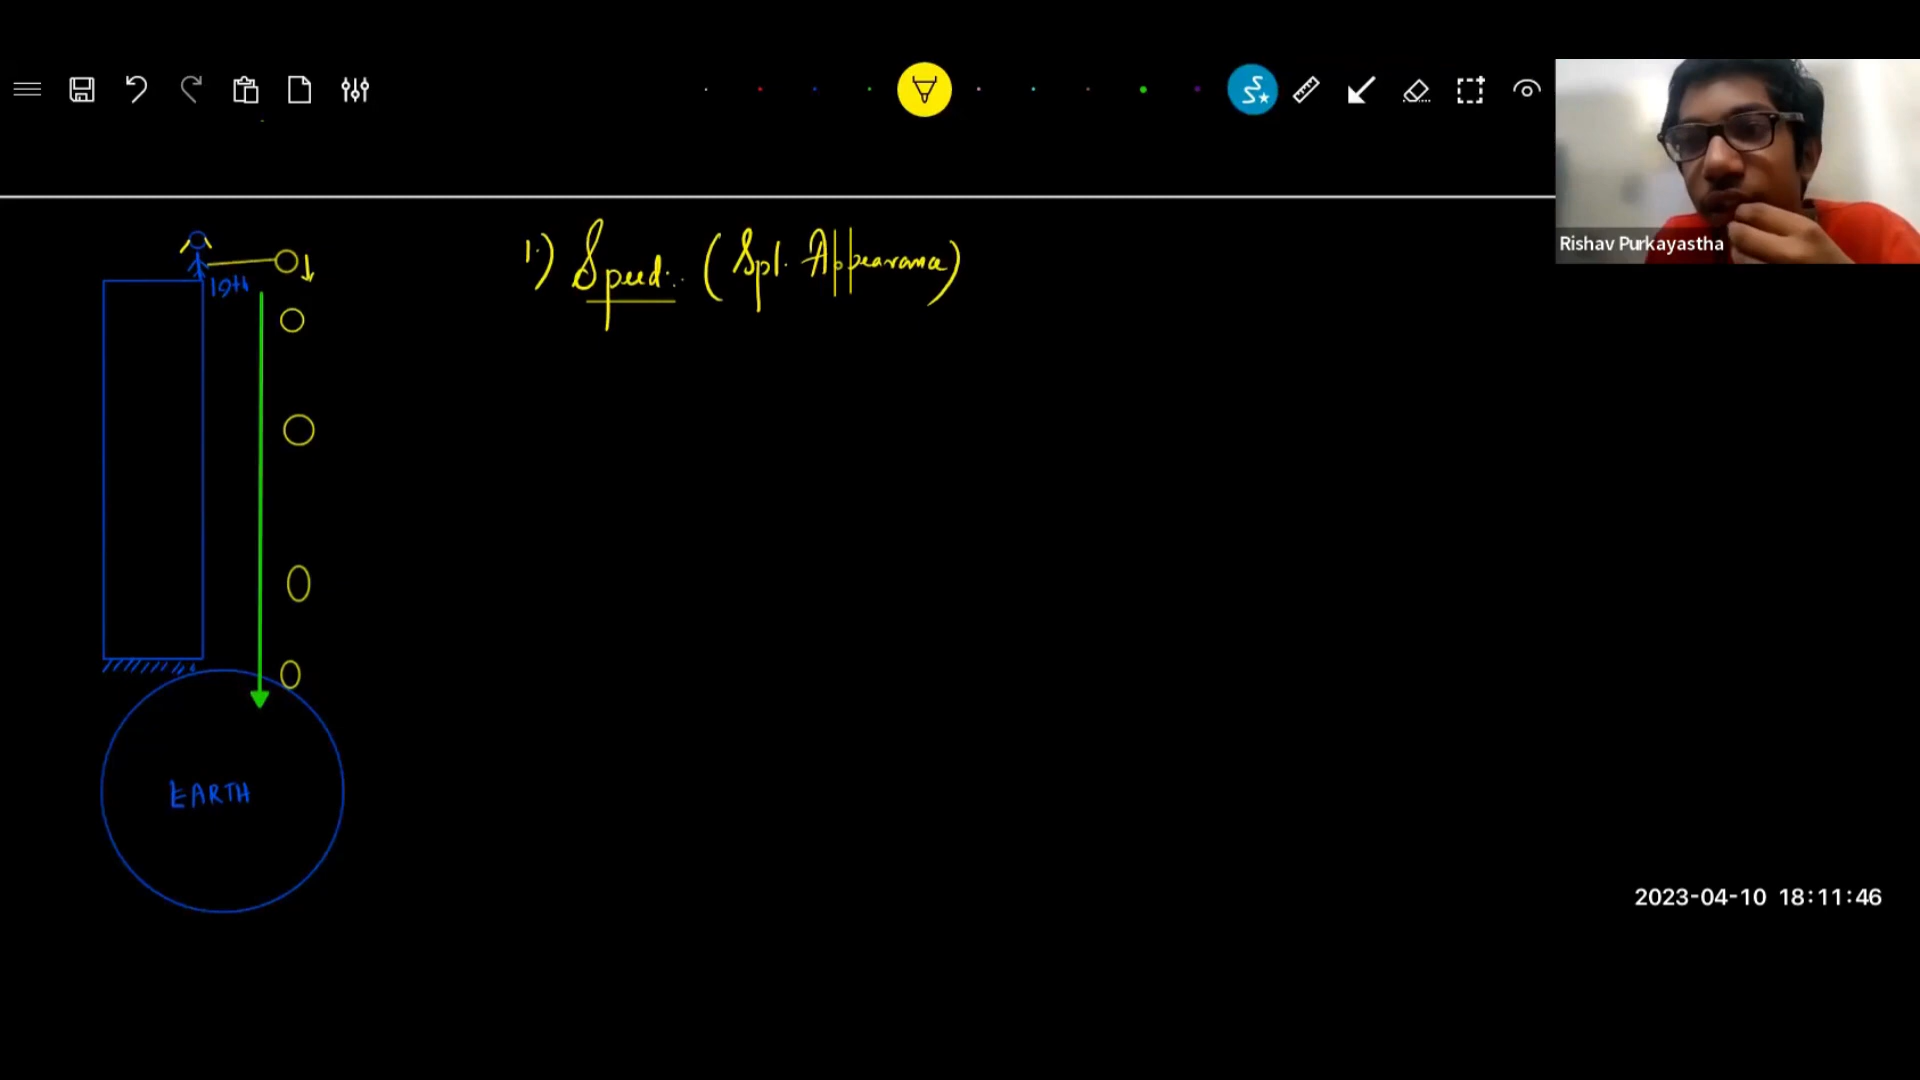 1.) Speed:. (Spl. Appearance)
Rishav Purkayastha
19th
EARTH
2023-04-10 18:11:46